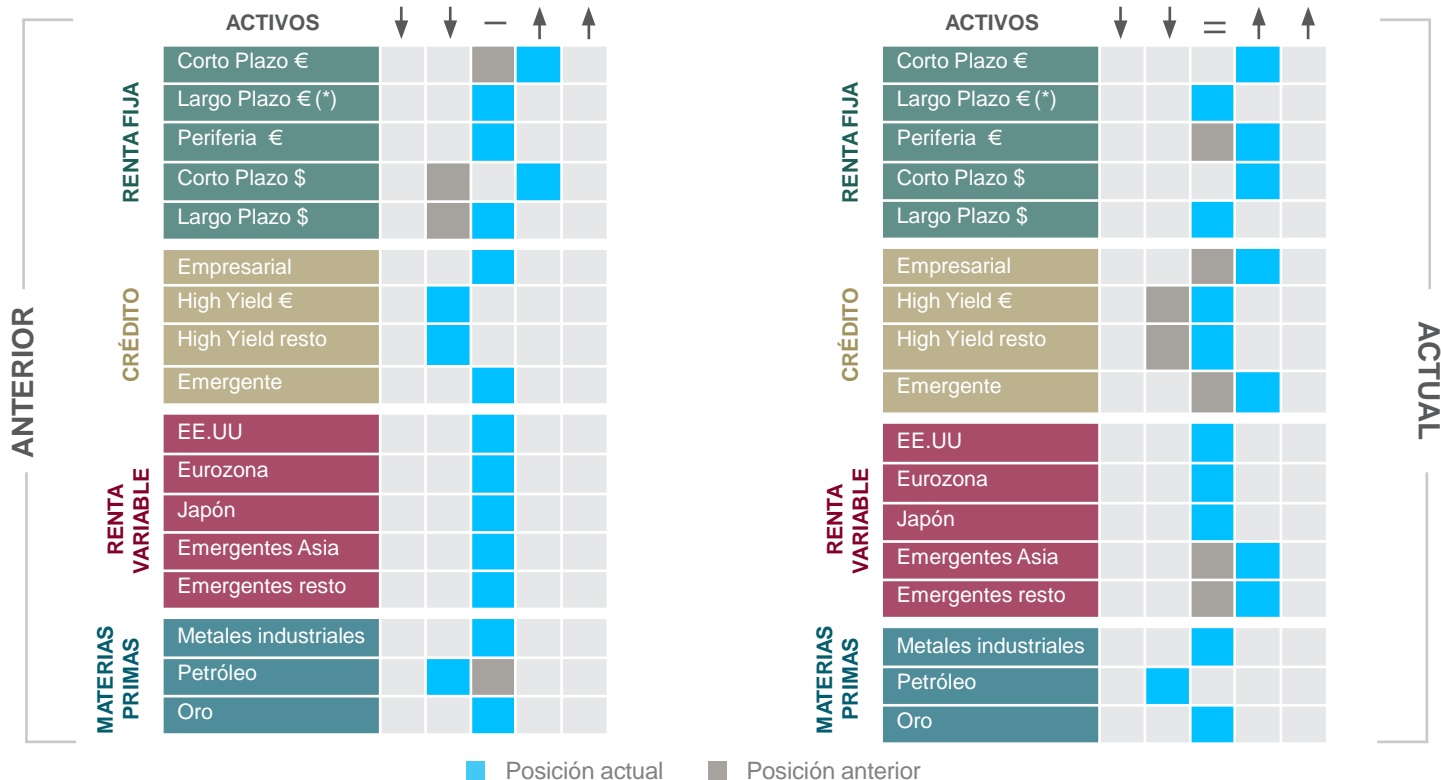 ANTERIOR
ACTIVOS ↓ ↓ — ↑ ↑
RENTA FIJA
Corto Plazo €
Largo Plazo € (*)
Periferia €
Corto Plazo $
Largo Plazo $
CRÉDITO
Empresarial
High Yield €
High Yield resto
Emergente
RENTA
VARIABLE
EE.UU
Eurozona
Japón
Emergentes Asia
Emergentes resto
MATERIAS
PRIMAS
Metales industriales
Petróleo
Oro
ACTIVOS ↓ ↓ = ↑ ↑
RENTA FIJA
Corto Plazo €
Largo Plazo € (*)
Periferia €
Corto Plazo $
Largo Plazo $
CRÉDITO
Empresarial
High Yield €
High Yield resto
Emergente
RENTA
VARIABLE
EE.UU
Eurozona
Japón
Emergentes Asia
Emergentes resto
MATERIAS
PRIMAS
Metales industriales
Petróleo
Oro
ACTUAL
Posición actual
Posición anterior